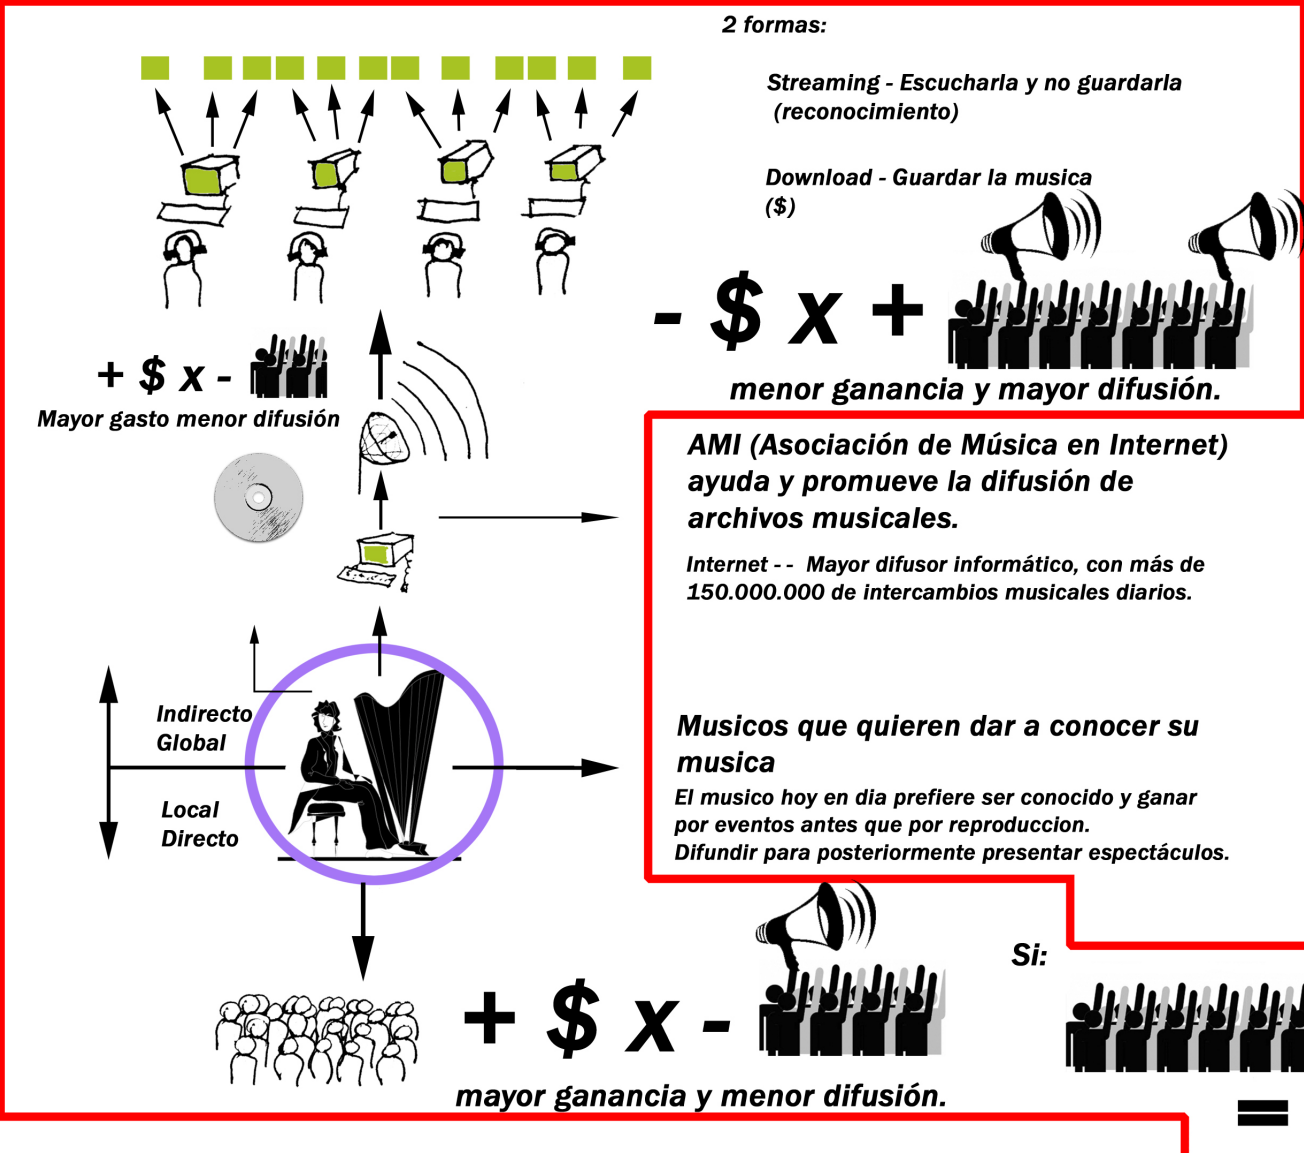 2 formas:
Streaming - Escucharla y no guardarla
(reconocimiento)
Download - Guardar la musica
($)
- $ x +
menor ganancia y mayor difusión.
+ $ x -
Mayor gasto menor difusión
AMI (Asociación de Música en Internet)
ayuda y promueve la difusión de
archivos musicales.
Internet - - Mayor difusor informático, con más de
150.000.000 de intercambios musicales diarios.
Indirecto
Global
Local
Directo
Musicos que quieren dar a conocer su
musica
El musico hoy en dia prefiere ser conocido y ganar
por eventos antes que por reproduccion.
Difundir para posteriormente presentar espectáculos.
Si:
+ $ x -
mayor ganancia y menor difusión.
=